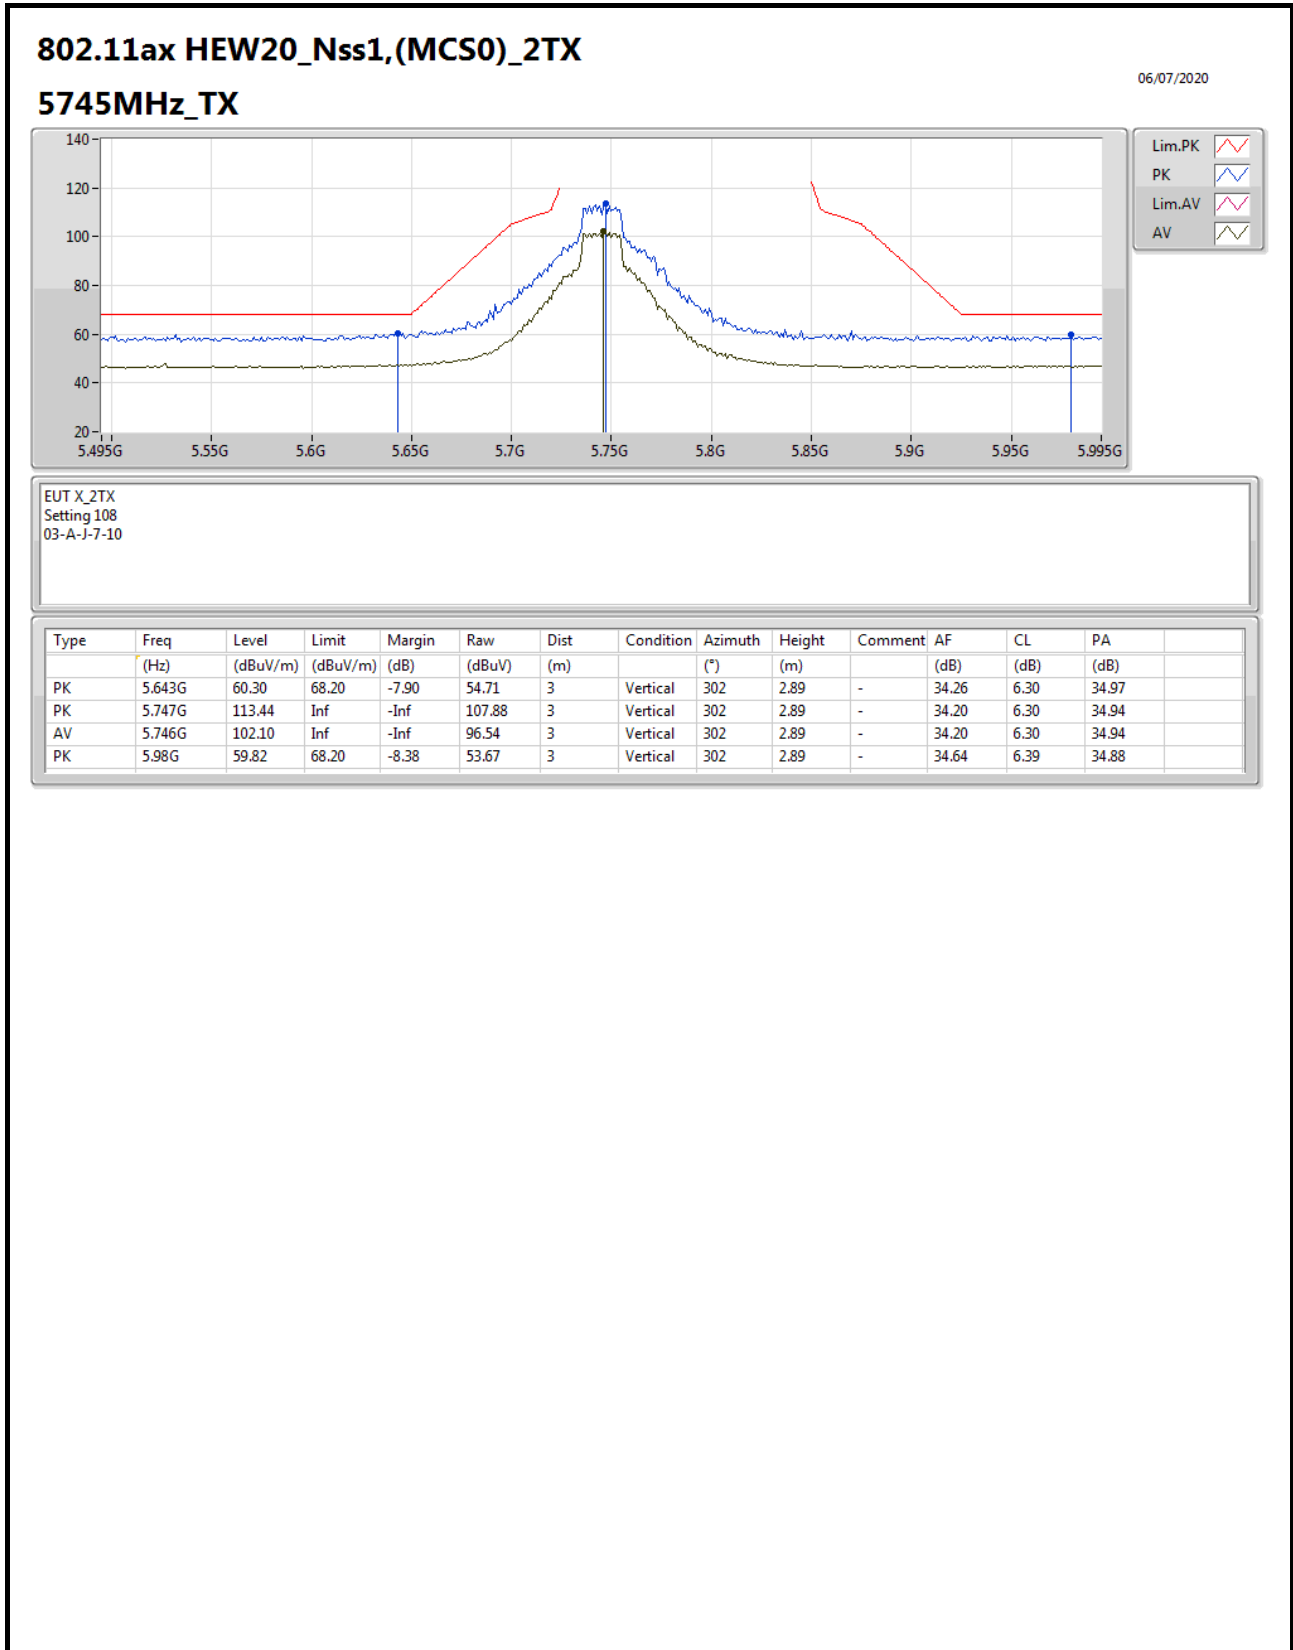 802.11ax HEW20_Nss1,(MCS0)_2TX
06/07/2020
5745MHz_TX
140
120
100
80
60
40
20
5.495G 5.55G 5.6G 5.65G 5.7G 5.75G 5.8G 5.85G 5.9G 5.95G 5.995G
Lim.PK
PK
Lim.AV
AV
EUT X_2TX
Setting 108
03-A-J-7-10
Type Freq Level Limit Margin Raw Dist Condition Azimuth Height Comment AF CL PA
(Hz) (dBuV/m) (dBuV/m) (dB) (dBuV) (m) (°) (m) (dB) (dB) (dB)
PK 5.643G 60.30 68.20 -7.90 54.71 3 Vertical 302 2.89 - 34.26 6.30 34.97
PK 5.747G 113.44 Inf -Inf 107.88 3 Vertical 302 2.89 - 34.20 6.30 34.94
AV 5.746G 102.10 Inf -Inf 96.54 3 Vertical 302 2.89 - 34.20 6.30 34.94
PK 5.98G 59.82 68.20 -8.38 53.67 3 Vertical 302 2.89 - 34.64 6.39 34.88